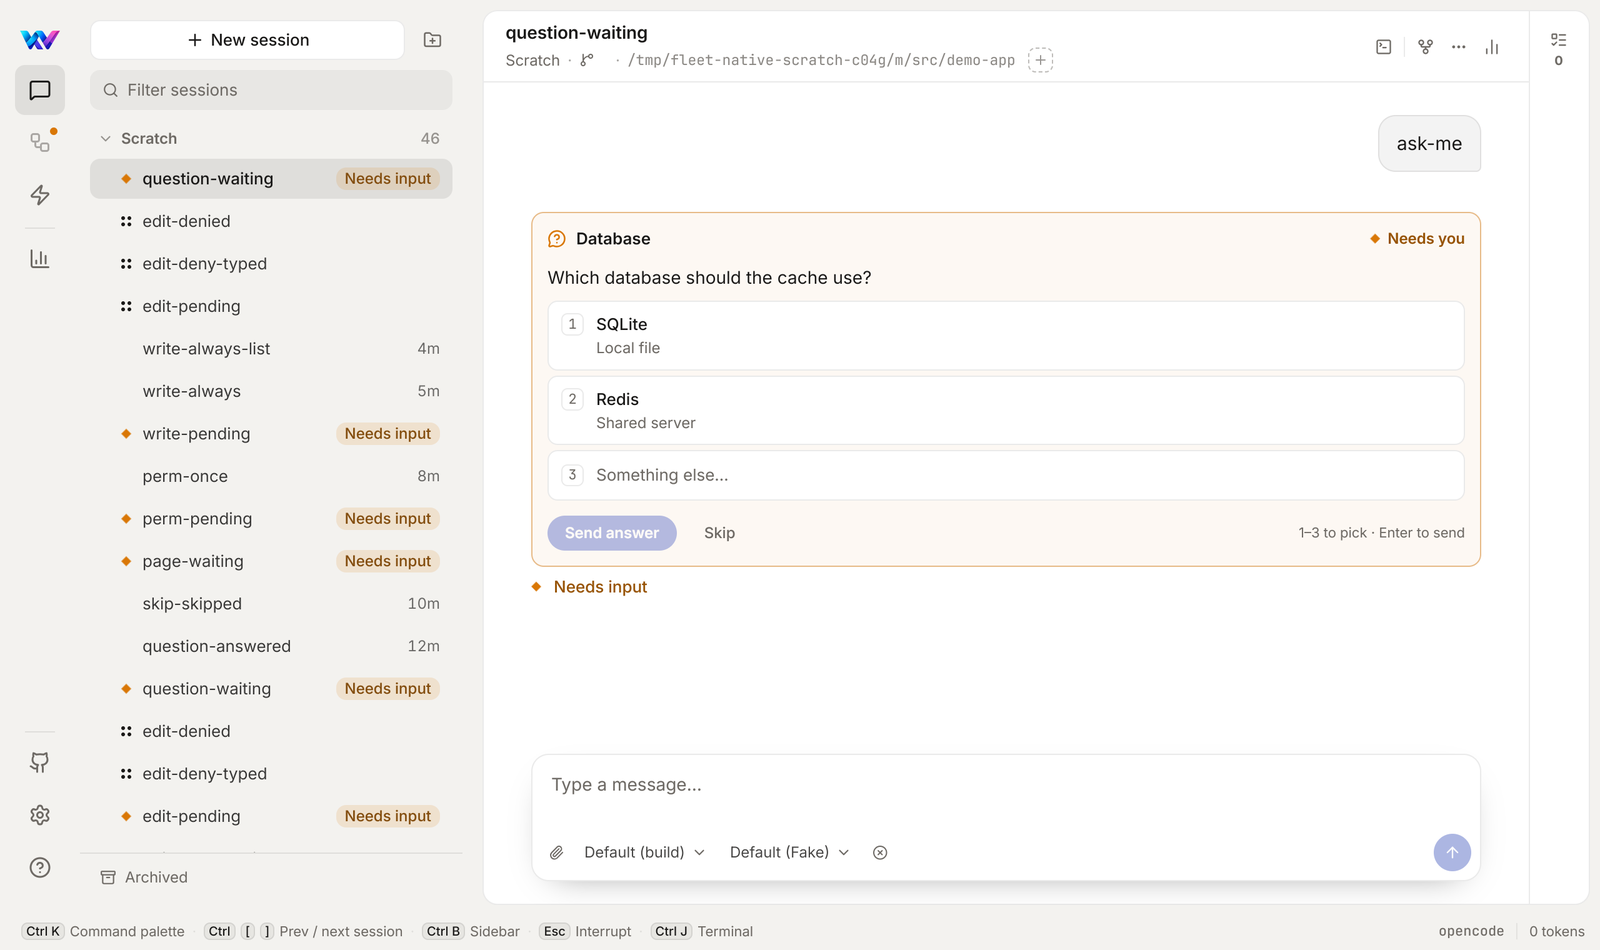 New session
Filter sessions
Scratch 46
question-waiting Needs input
edit-denied
edit-deny-typed
edit-pending
write-always-list 4m
write-always 5m
write-pending Needs input
perm-once 8m
perm-pending Needs input
page-waiting Needs input
skip-skipped 10m
question-answered 12m
question-waiting Needs input
edit-denied
edit-deny-typed
edit-pending Needs input
Archived
question-waiting
Scratch · · /tmp/fleet-native-scratch-c04g/m/src/demo-app
0
ask-me
Database Needs you
Which database should the cache use?
1 SQLite
Local file
2 Redis
Shared server
3 Something else...
Send answer Skip 1–3 to pick · Enter to send
Needs input
Type a message...
Default (build) Default (Fake)
Ctrl K Command palette Ctrl [ ] Prev / next session Ctrl B Sidebar Esc Interrupt Ctrl J Terminal opencode 0 tokens